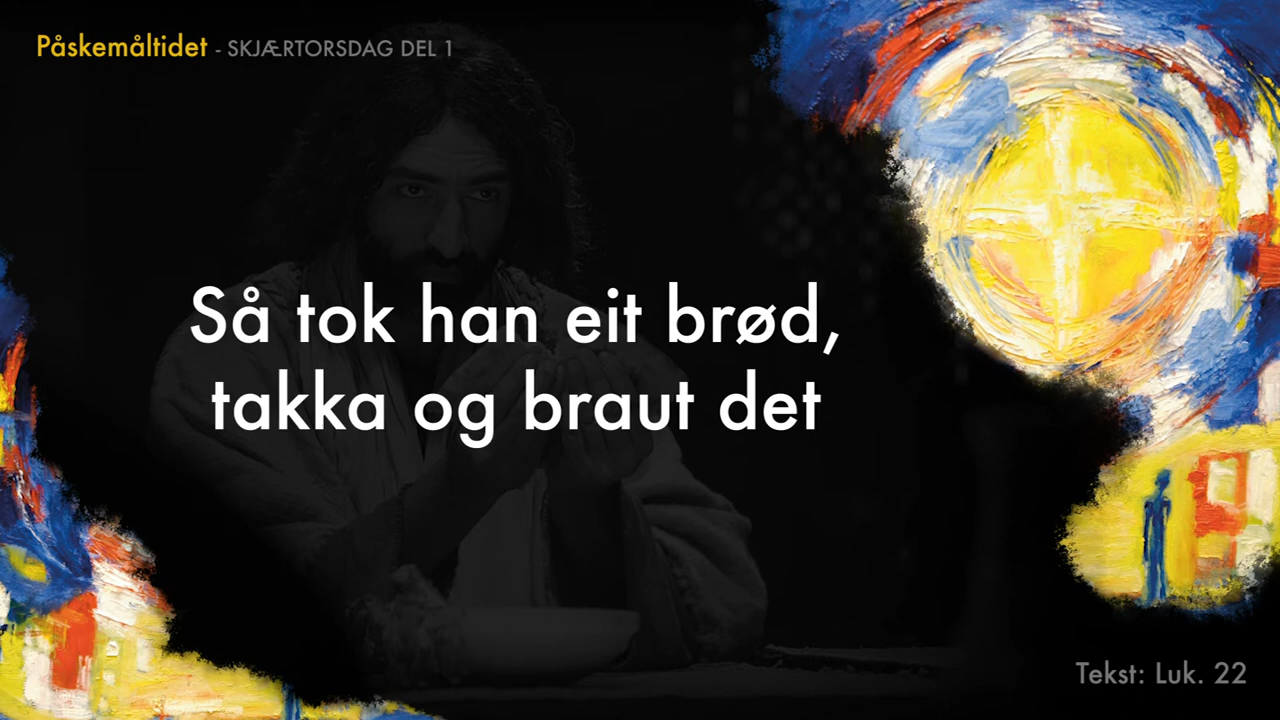 Påskemåltidet - SKJÆRTORSDAG DEL 1
Så tok han eit brød,
takka og braut det
Tekst: Luk. 22